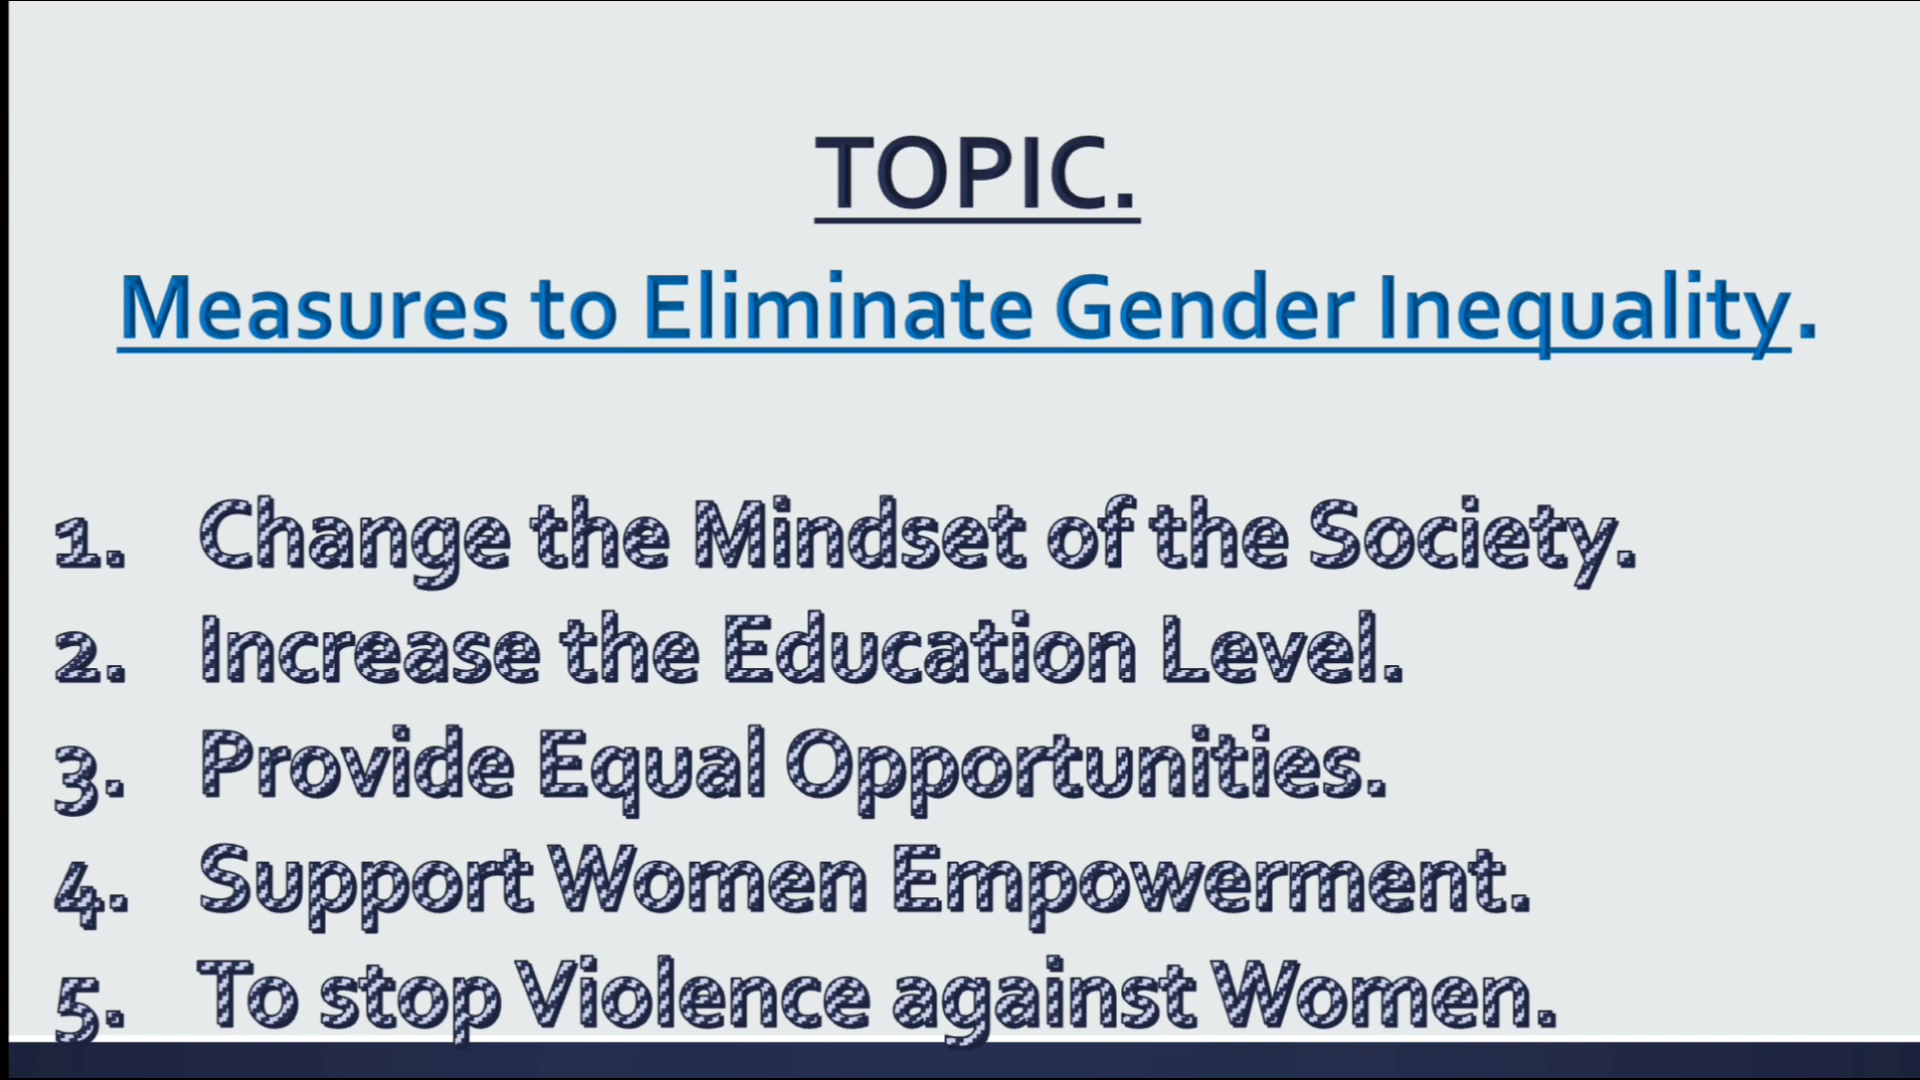 TOPIC.
Measures to Eliminate Gender Inequality.
1. Change the Mindset of the Society.
2. Increase the Education Level.
3. Provide Equal Opportunities.
4. Support Women Empowerment.
5. To stop Violence against Women.